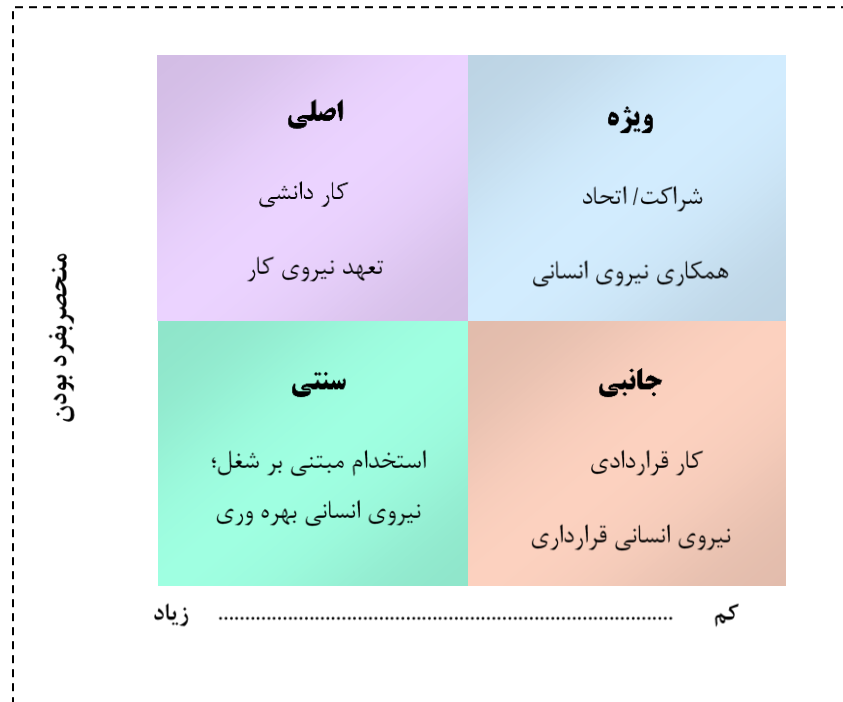 ویژه
شراکت/ اتحاد
همکاری نیروی انسانی
اصلی
کار دانشی
تعهد نیروی کار
منحصربفرد بودن
جانبی
کار قراردادی
نیروی انسانی قرارداری
سنتی
استخدام مبتنی بر شغل؛
نیروی انسانی بهره وری
کم ..................................................................................... زیاد